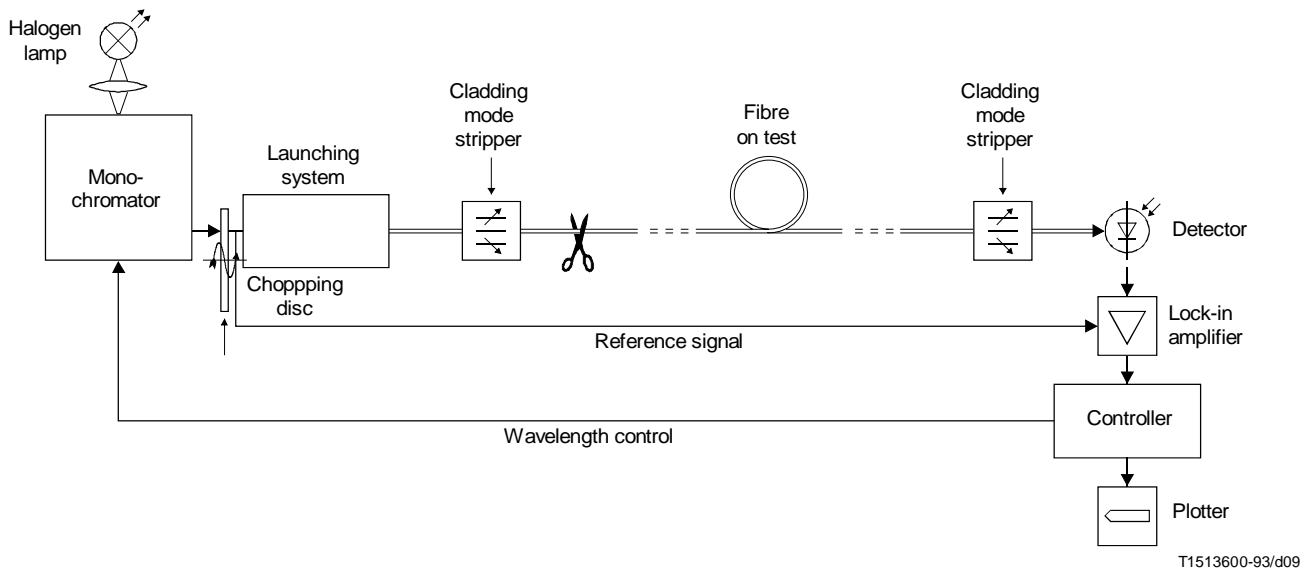 Halogen
lamp
Mono-
chromator
Launching
system
Choppping
disc
Cladding
mode
stripper
Fibre
on test
Cladding
mode
stripper
Detector
Lock-in
amplifier
Reference signal
Controller
Wavelength control
Plotter
T1513600-93/d09